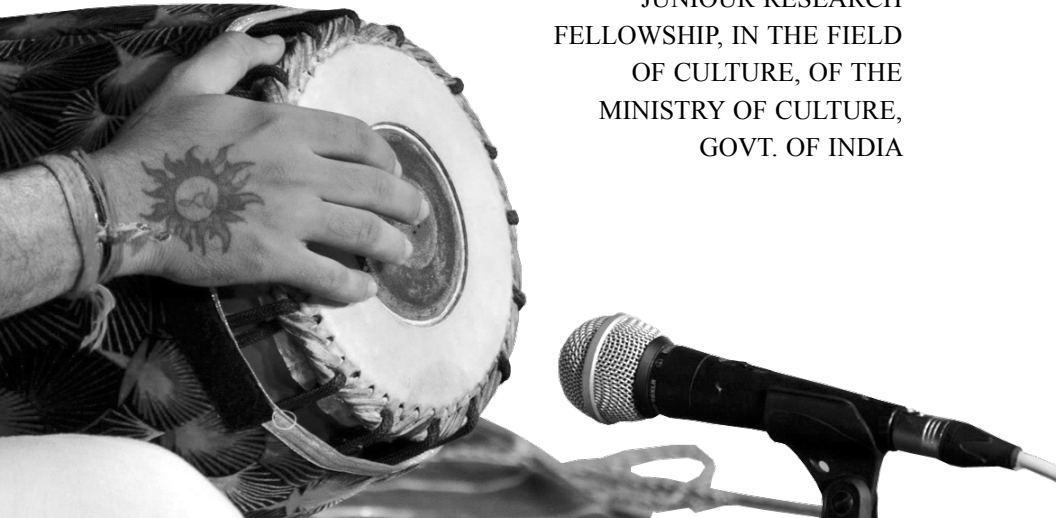 JUNIOUR RESEARCH
FELLOWSHIP, IN THE FIELD
OF CULTURE, OF THE
MINISTRY OF CULTURE,
GOVT. OF INDIA